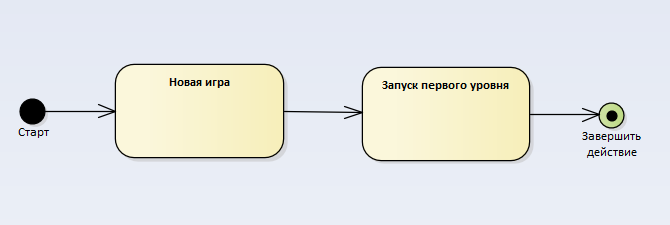 Старт
Новая игра
Запуск первого уровня
Завершить
действие